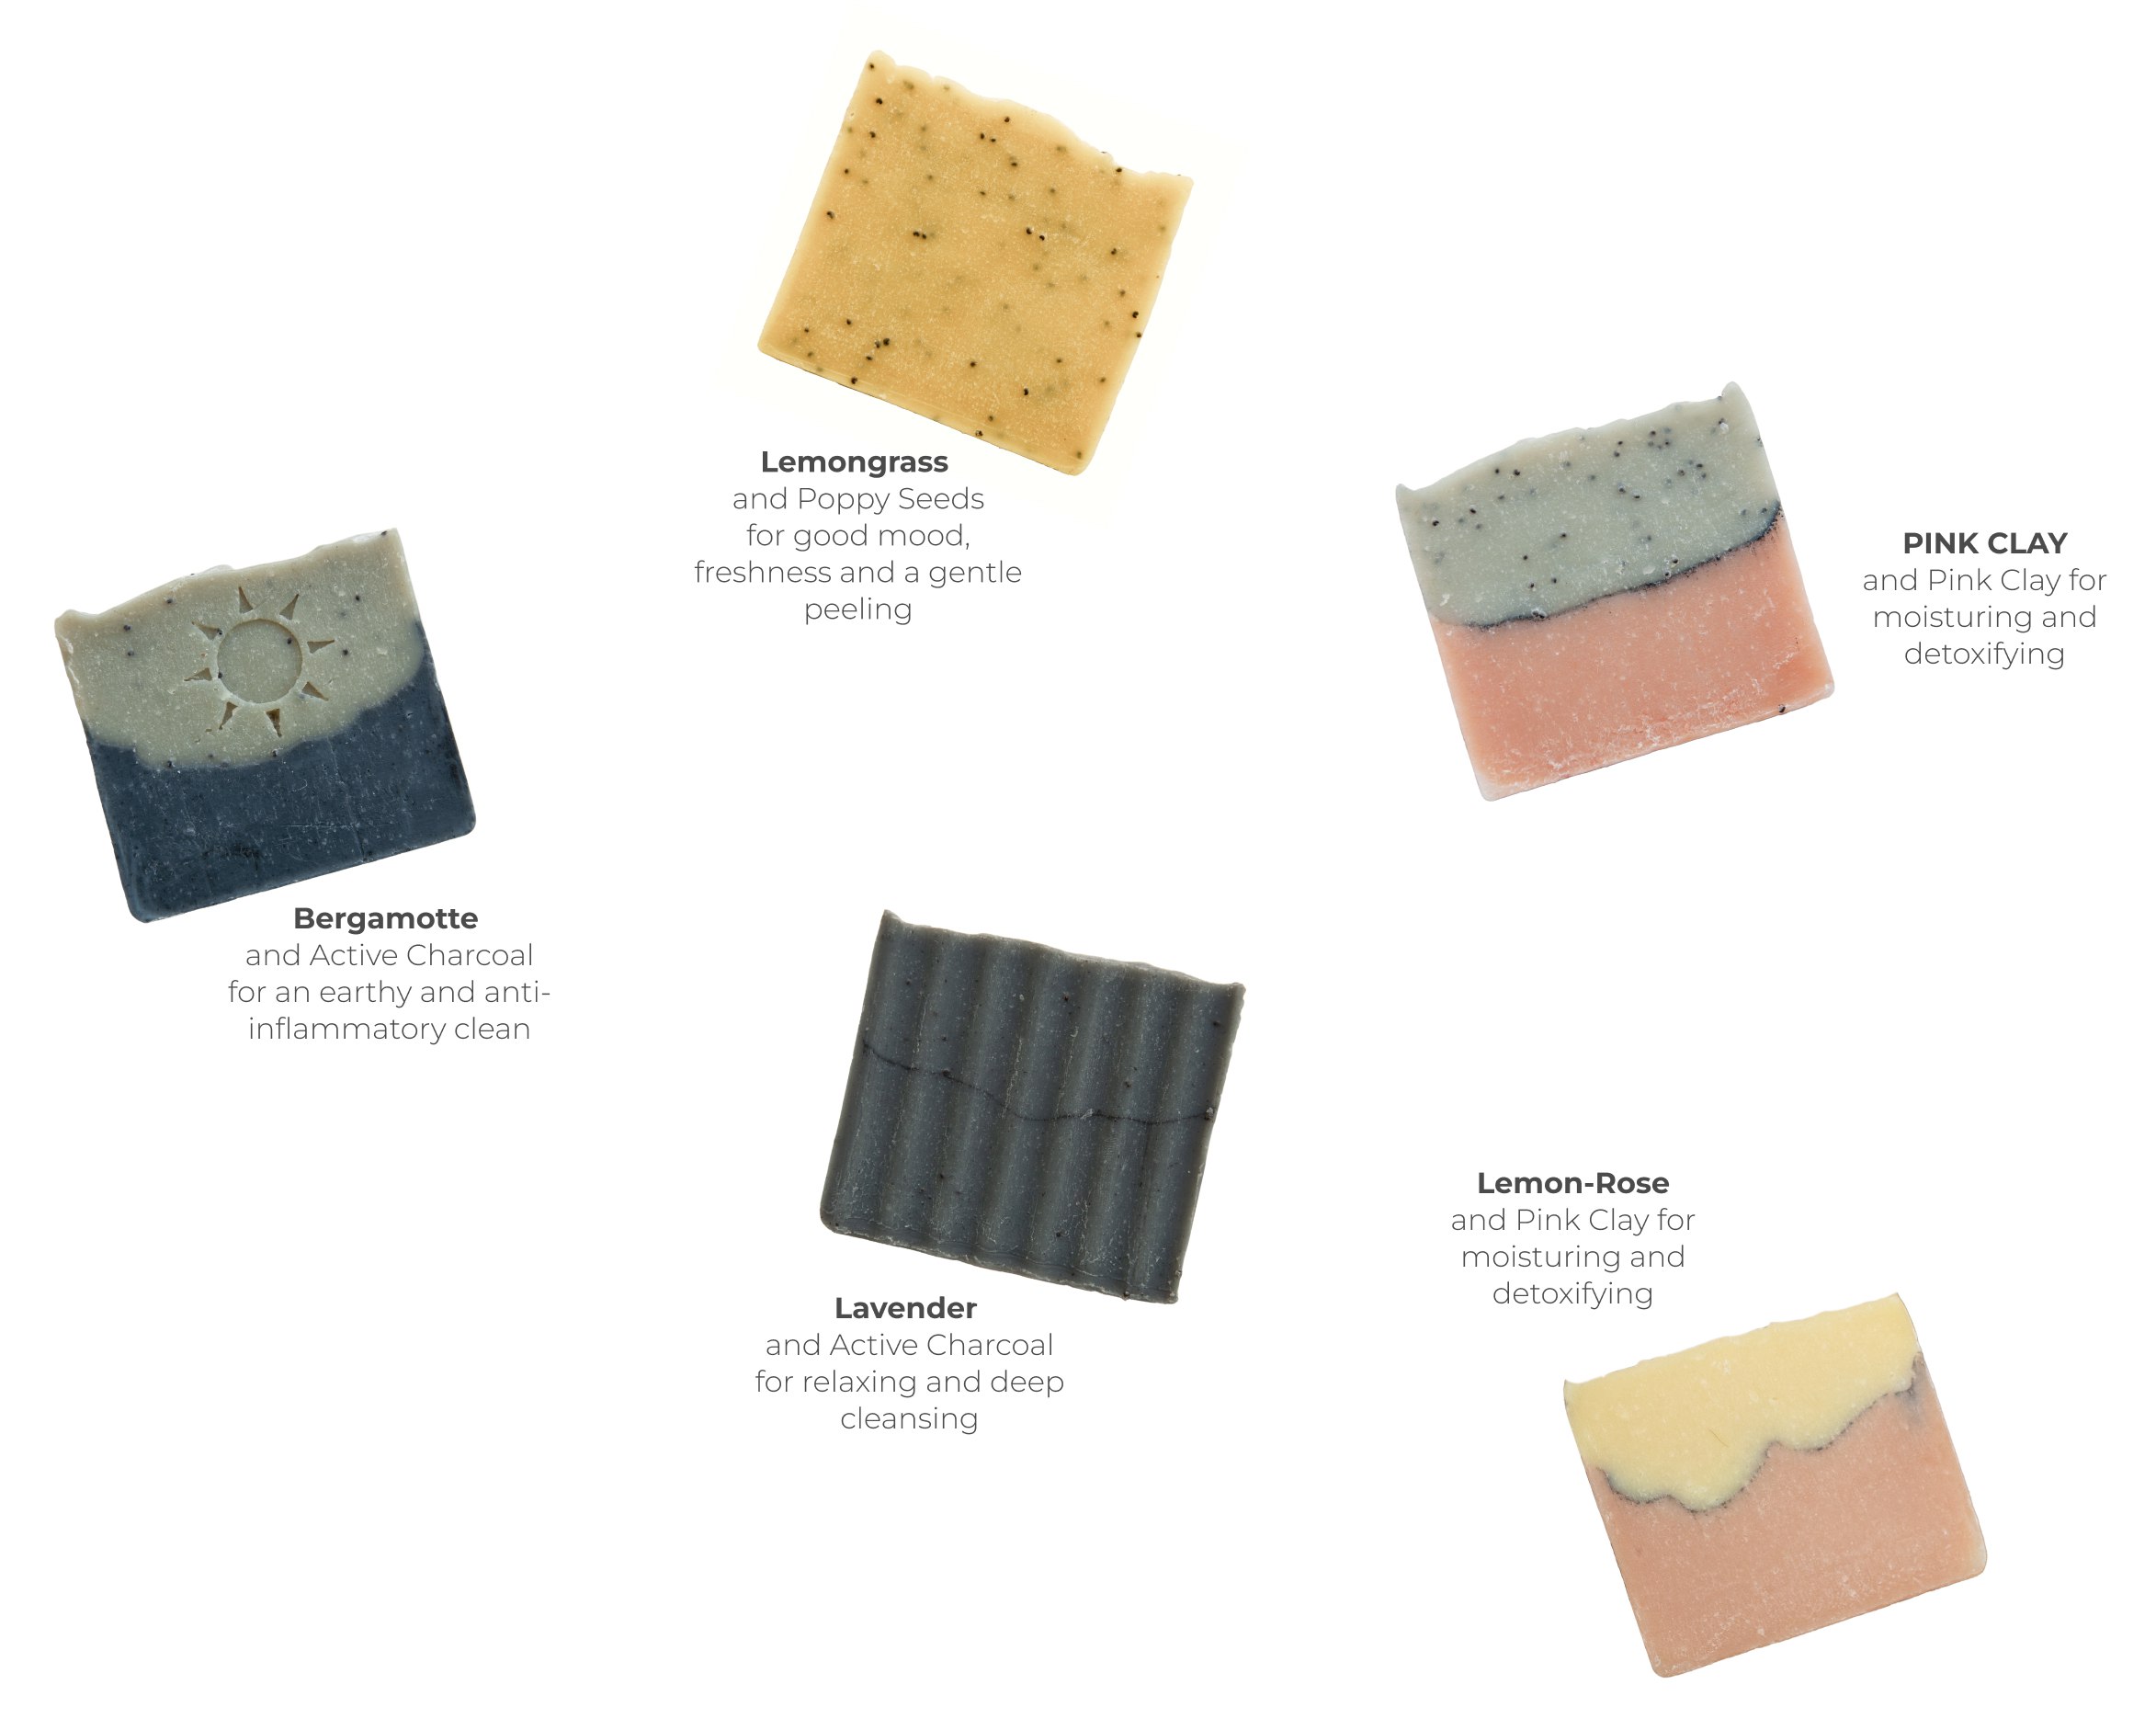 Lemongrass
and Poppy Seeds
for good mood,
freshness and a gentle
peeling
PINK CLAY
and Pink Clay for
moisturing and
detoxifying
Bergamotte
and Active Charcoal
for an earthy and anti-
inflammatory clean
Lavender
and Active Charcoal
for relaxing and deep
cleansing
Lemon-Rose
and Pink Clay for
moisturing and
detoxifying